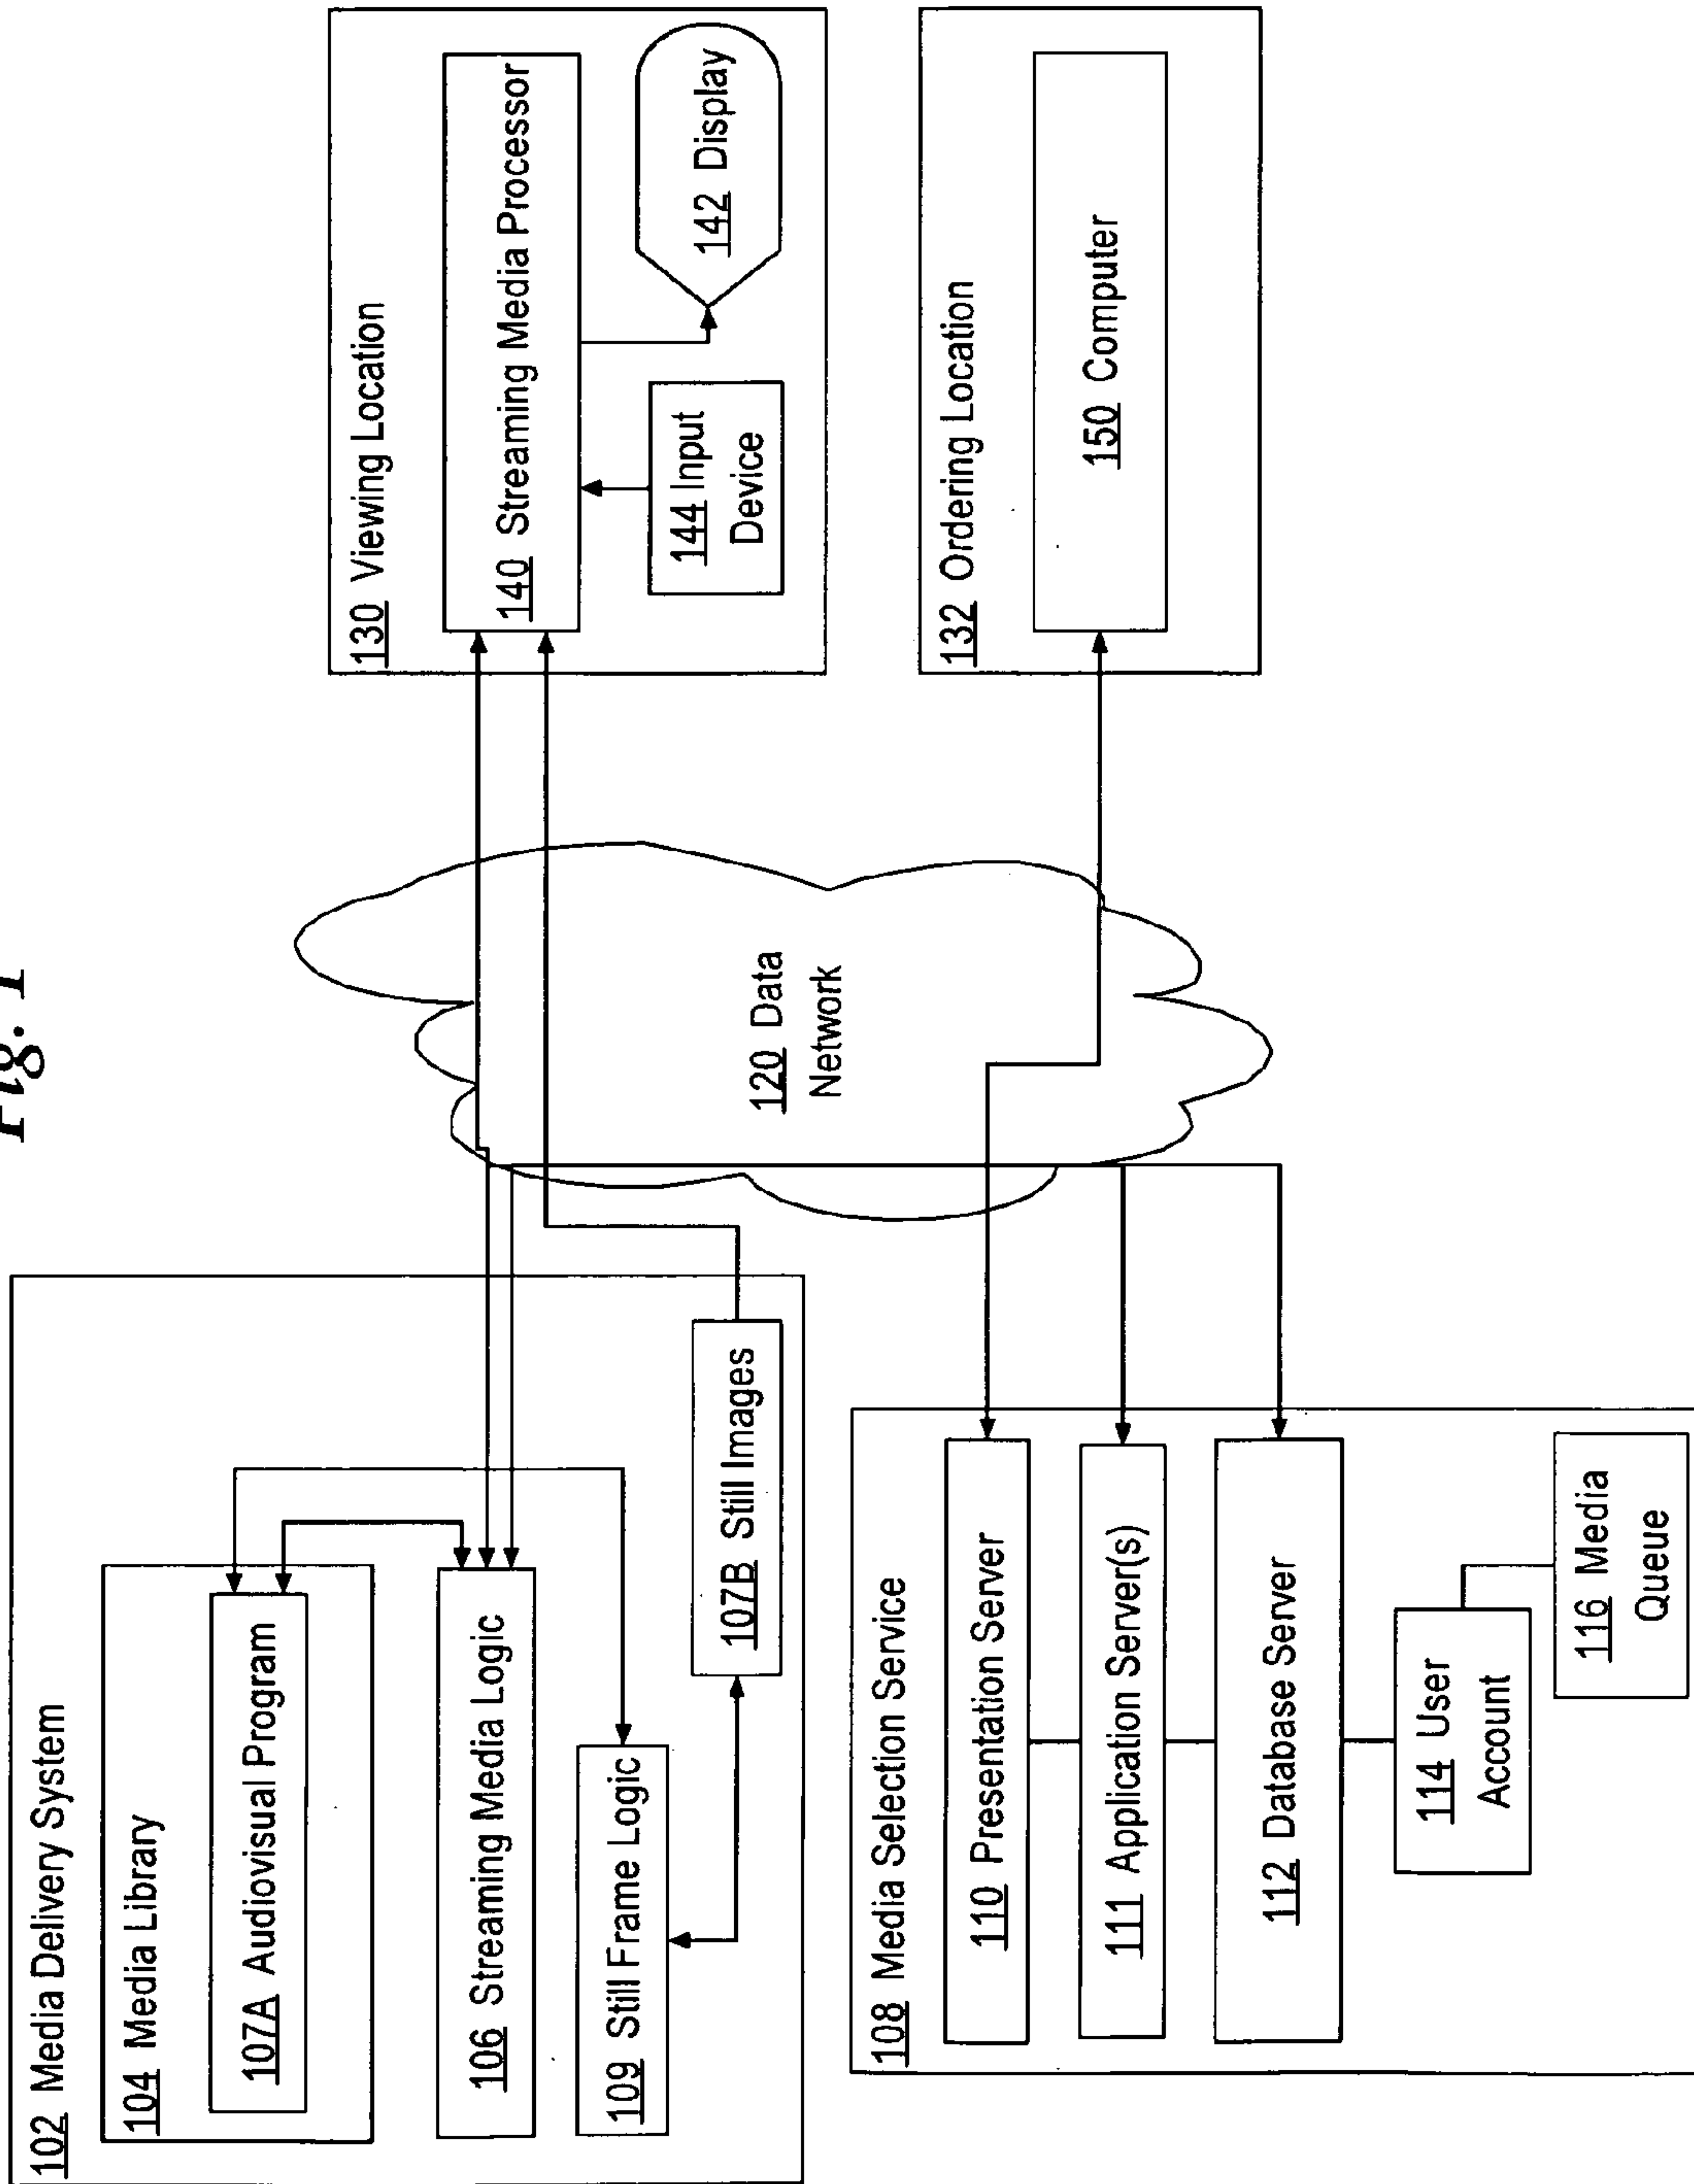 Fig. 1
102 Media Delivery System
104 Media Library
107A Audiovisual Program
106 Streaming Media Logic
109 Still Frame Logic
107B Still Images
108 Media Selection Service
110 Presentation Server
111 Application Server(s)
112 Database Server
114 User
Account
116 Media
Queue
120 Data
Network
130 Viewing Location
140 Streaming Media Processor
144 Input
Device
142 Display
132 Ordering Location
150 Computer